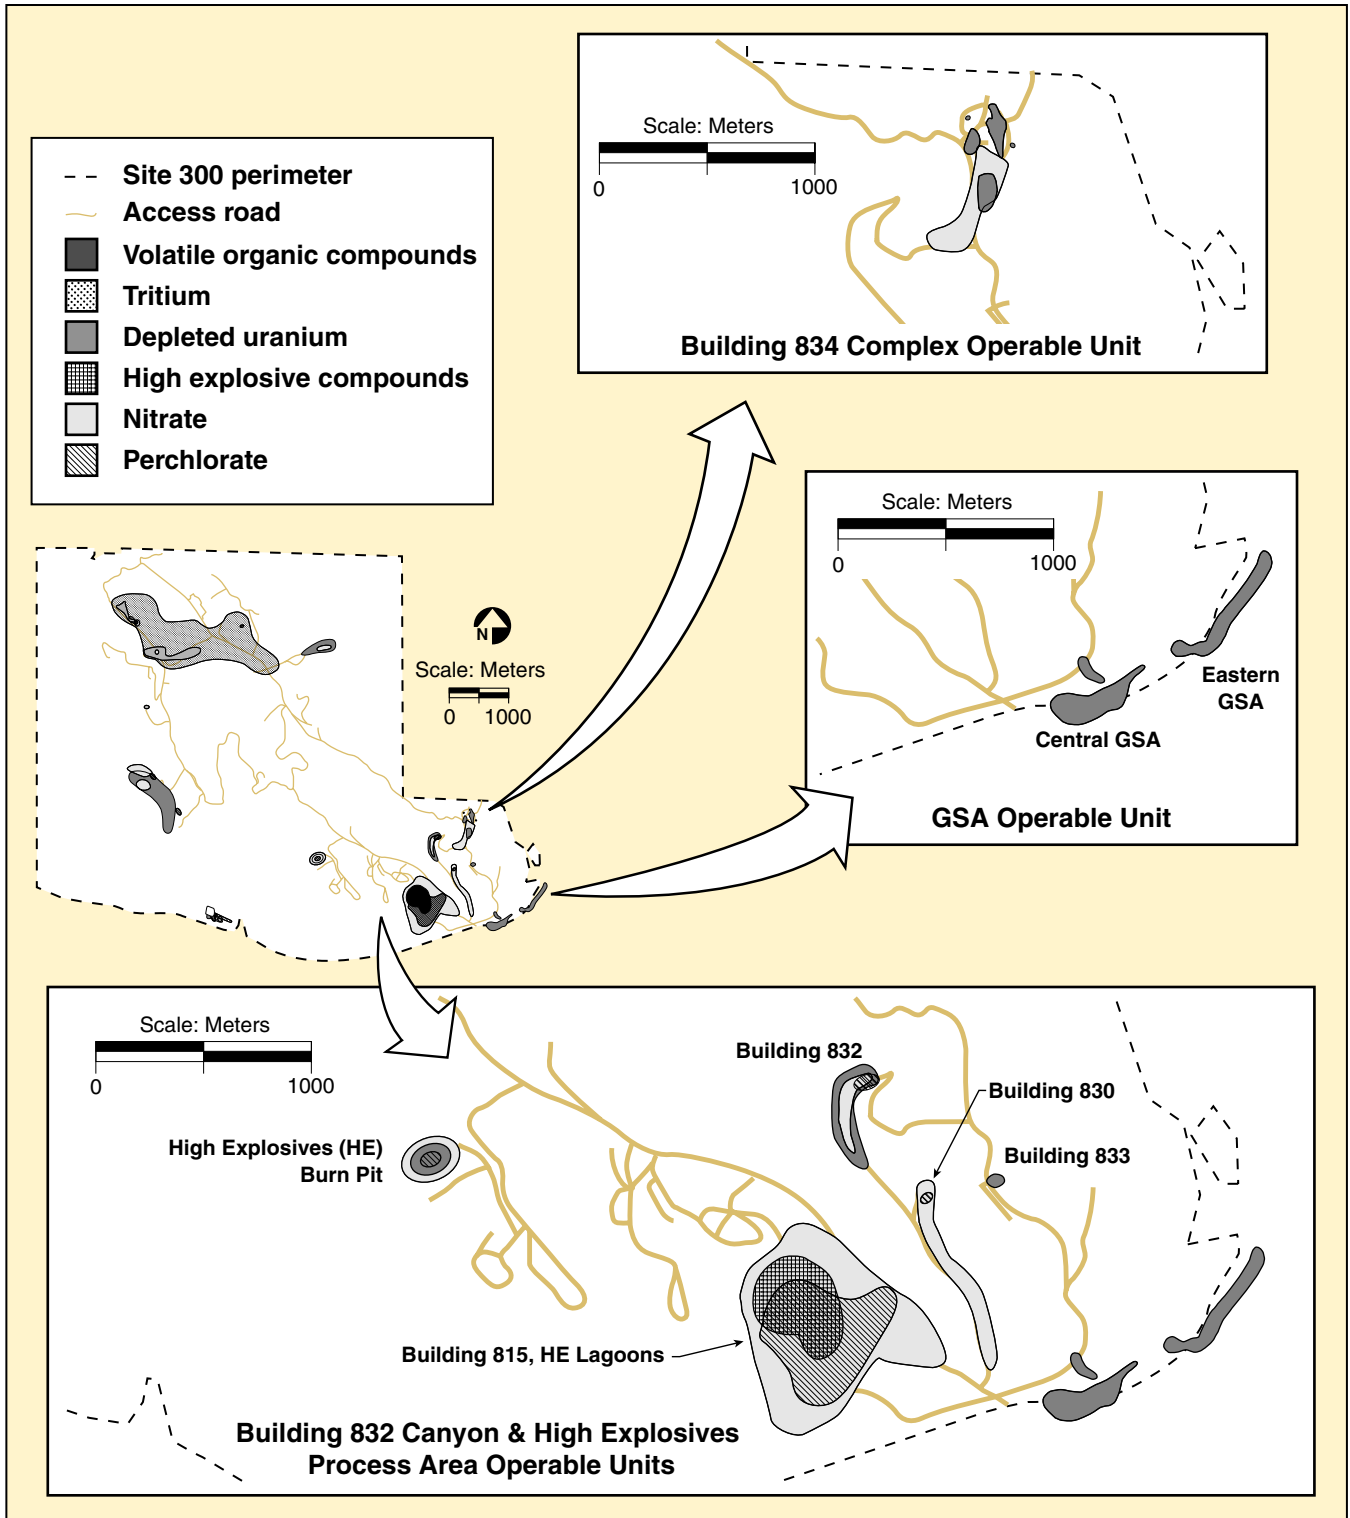 Scale: Meters
0
1000
Building 834 Complex Operable Unit
Site 300 perimeter
Access road
Volatile organic compounds
Tritium
Depleted uranium
High explosive compounds
Nitrate
Perchlorate
Scale: Meters
0
1000
Eastern
GSA
Central GSA
GSA Operable Unit
N
Scale: Meters
0
1000
Scale: Meters
0
1000
Building 832
Building 830
High Explosives (HE)
Burn Pit
Building 833
Building 815, HE Lagoons
Building 832 Canyon & High Explosives
Process Area Operable Units